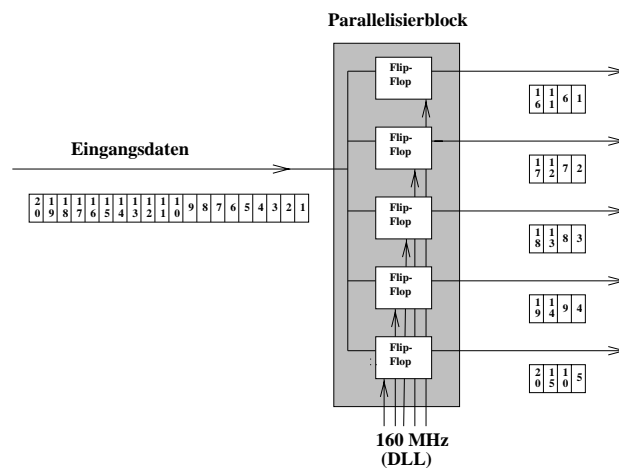 Parallelisierblock
Flip-
Flop
16 11 6 1
Flip-
Flop
Eingangsdaten
17 12 7 2
20 19 18 17 16 15 14 13 12 11 10 9 8 7 6 5 4 3 2 1
Flip-
Flop
18 13 8 3
Flip-
Flop
19 14 9 4
Flip-
Flop
20 15 10 5
160 MHz
(DLL)